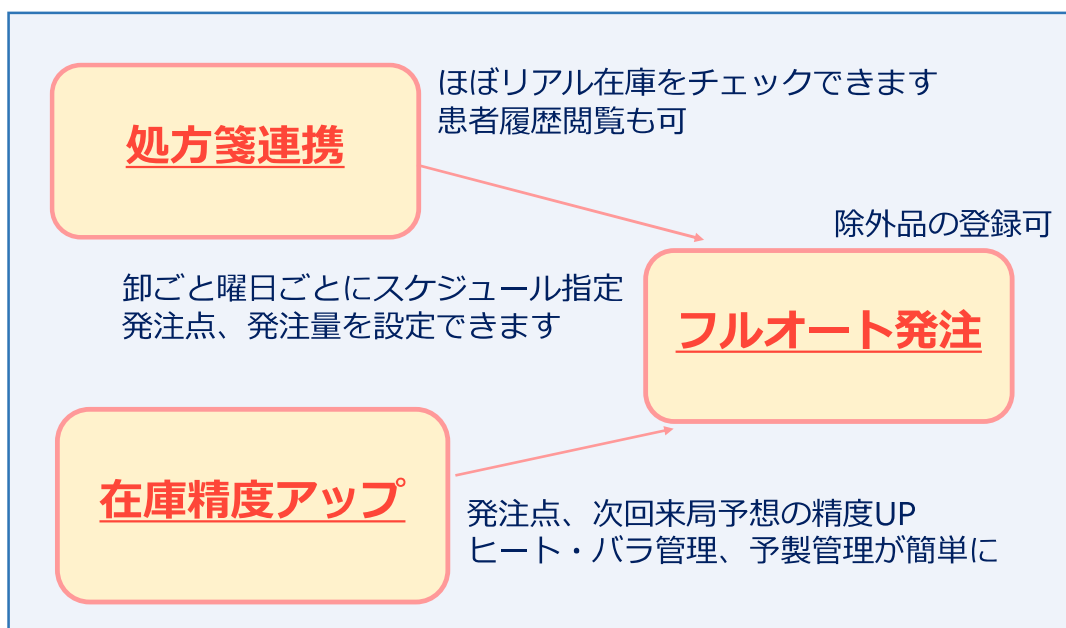 ほぼリアル在庫をチェックできます
患者履歴閲覧も可
処方箋連携
除外品の登録可
卸ごと曜日ごとにスケジュール指定
発注点、発注量を設定できます
フルオート発注
在庫精度アップ
発注点、次回来局予想の精度UP
ヒート・バラ管理、予製管理が簡単に